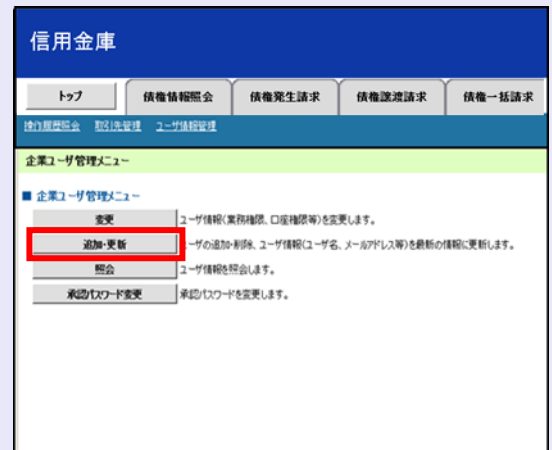 信用金庫
トップ 債権情報照会 債権発生請求 債権譲渡請求 債権一括請求
操作履歴照会 取引先管理 ユーザ情報管理
企業ユーザ管理メニュー
■ 企業ユーザ管理メニュー
変更 ユーザ情報(業務権限、口座権限等)を変更します。
追加・更新 ユーザの追加・削除、ユーザ情報(ユーザ名、メールアドレス等)を最新の情報に更新します。
照会 ユーザ情報を照会します。
承認パスワード変更 承認パスワードを変更します。